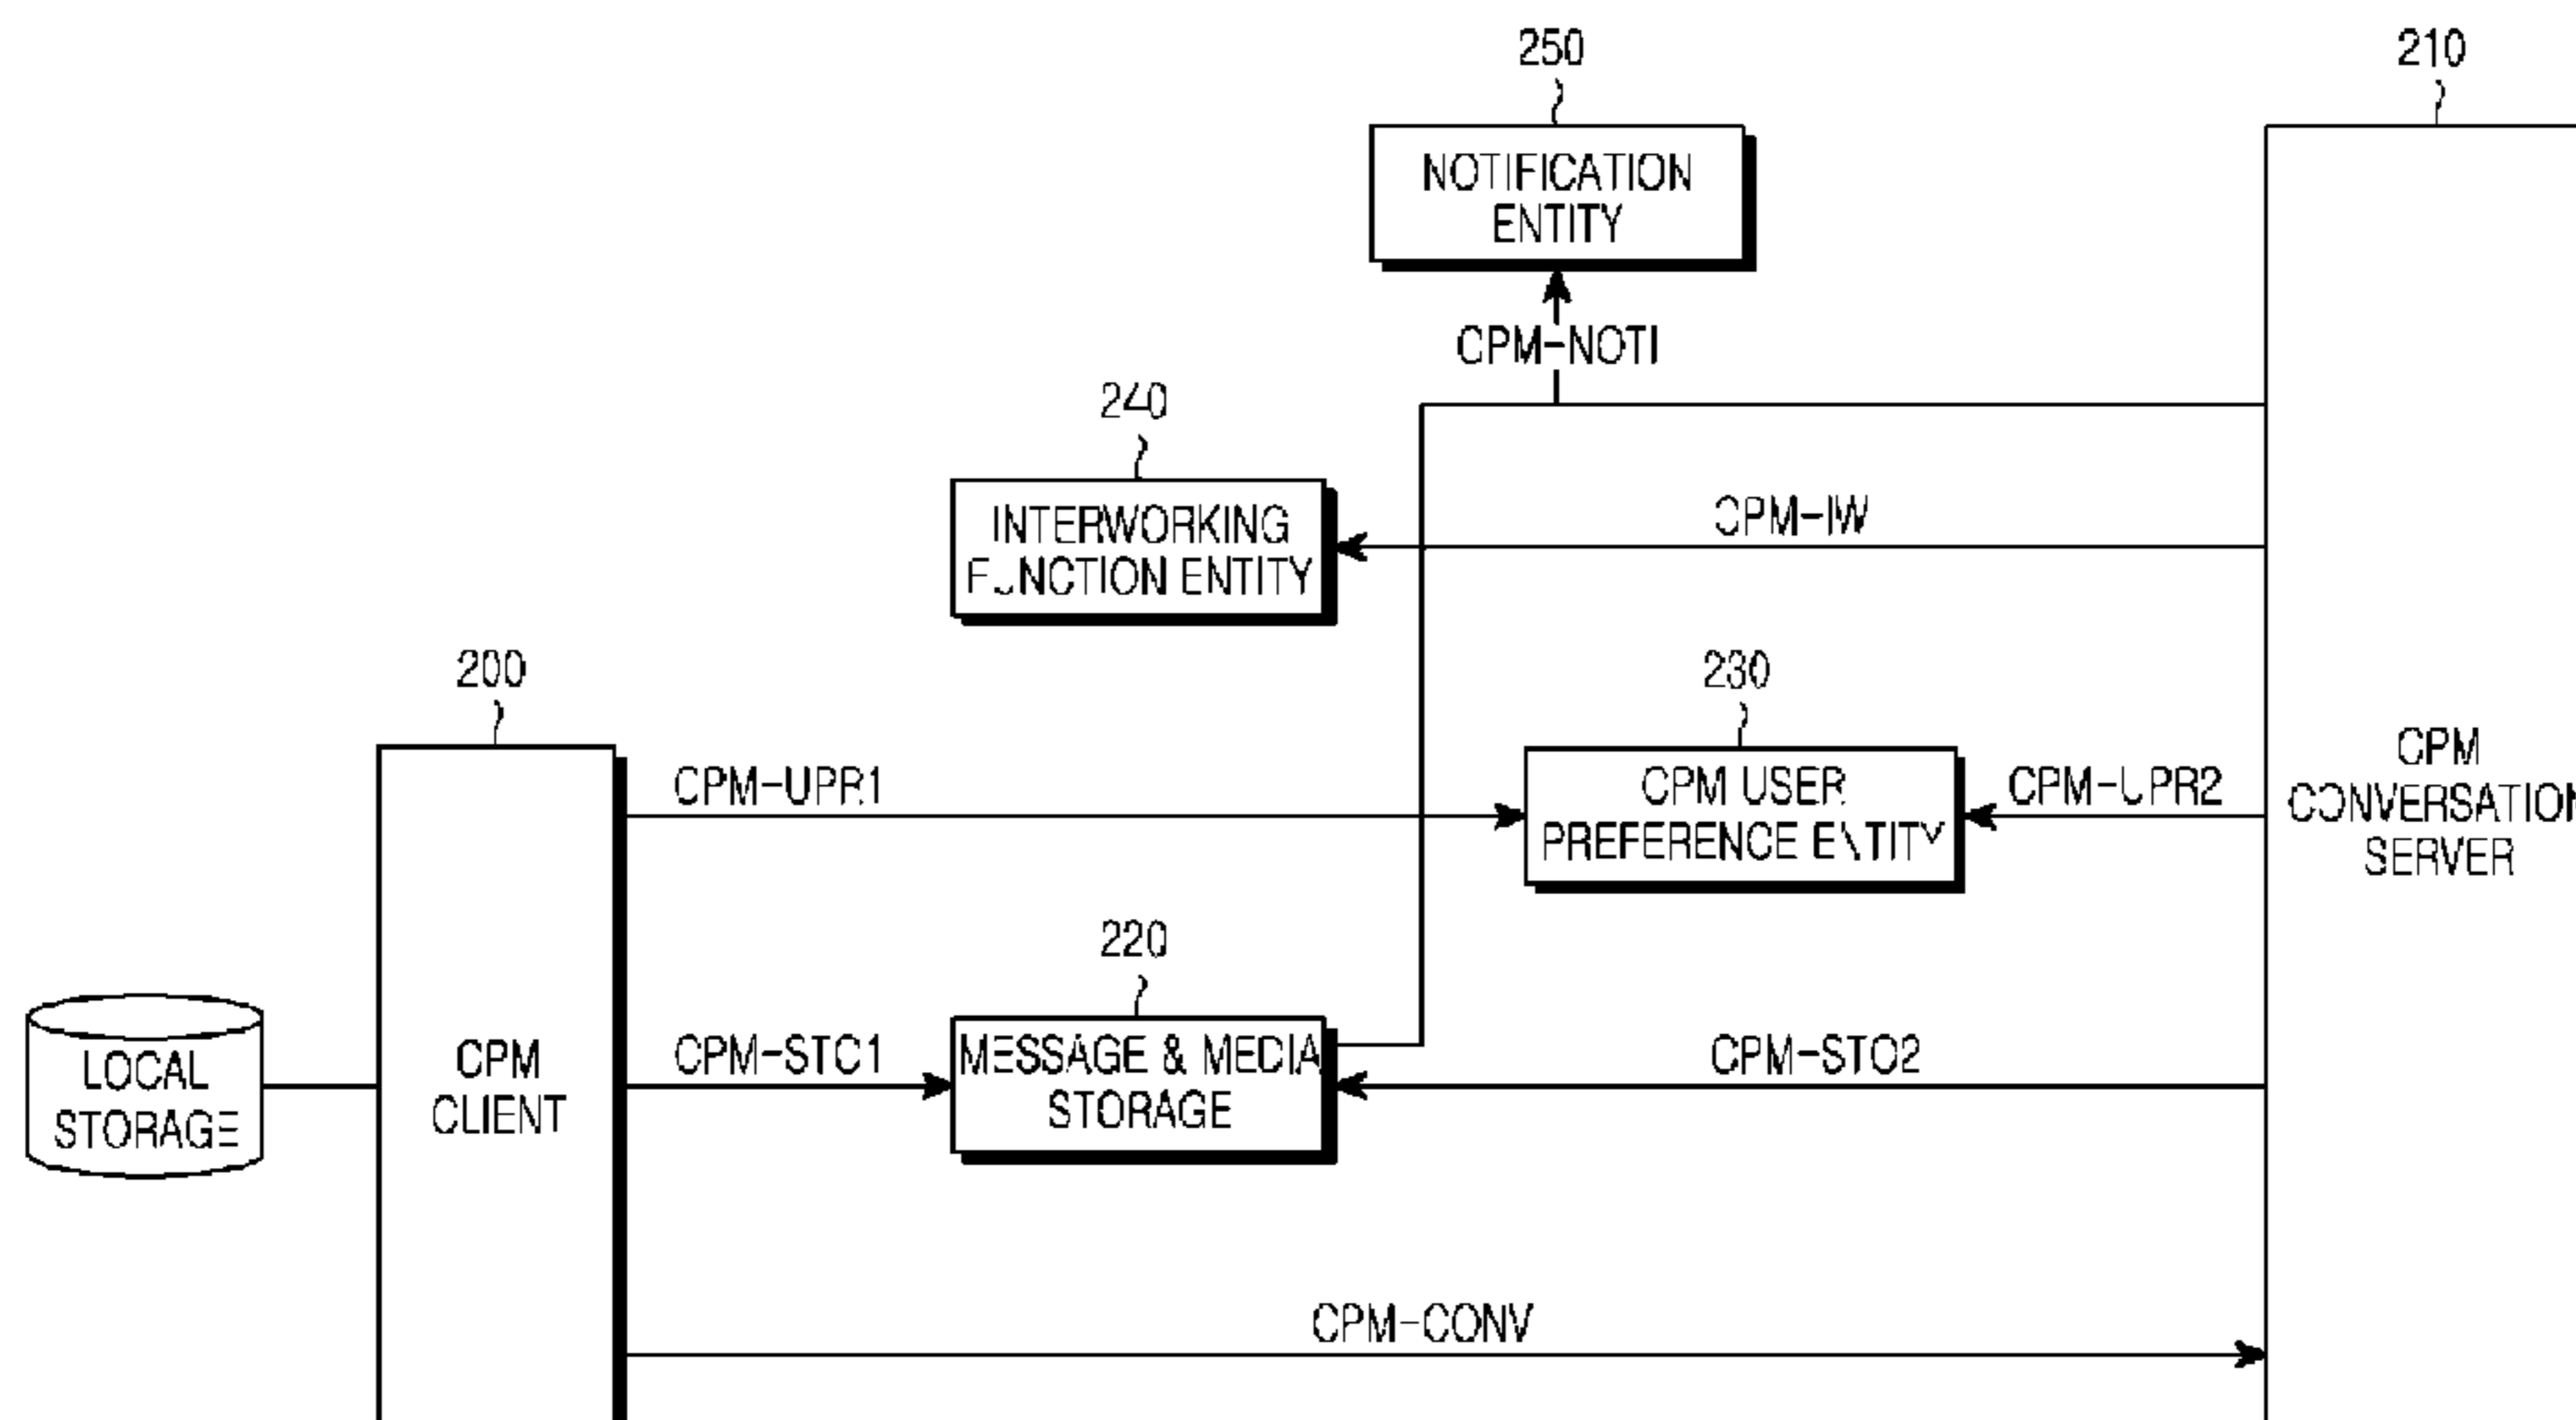 250
210
NOTIFICATION
ENTITY
CPM-NOTI
240
INTERWORKING
FUNCTION ENTITY
CPM-IW
200
230
CPM-UPR1
CPM USER
PREFERENCE ENTITY
CPM-UPR2
CPM
CONVERSATION
SERVER
220
LOCAL
STORAGE
CPM
CLIENT
CPM-STO1
MESSAGE & MEDIA
STORAGE
CPM-STO2
CPM-CONV